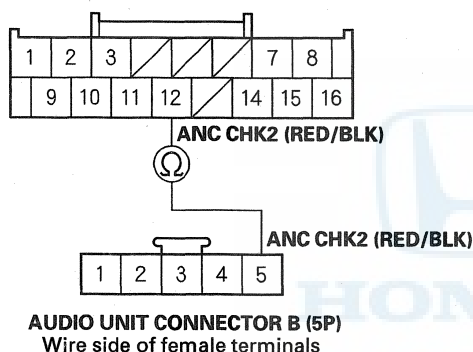 1 2 3 7 8
9 10 11 12 14 15 16
ANC CHK2 (RED/BLK)
Ω
ANC CHK2 (RED/BLK)
1 2 3 4 5
HON
AUDIO UNIT CONNECTOR B (5P)
Wire side of female terminals